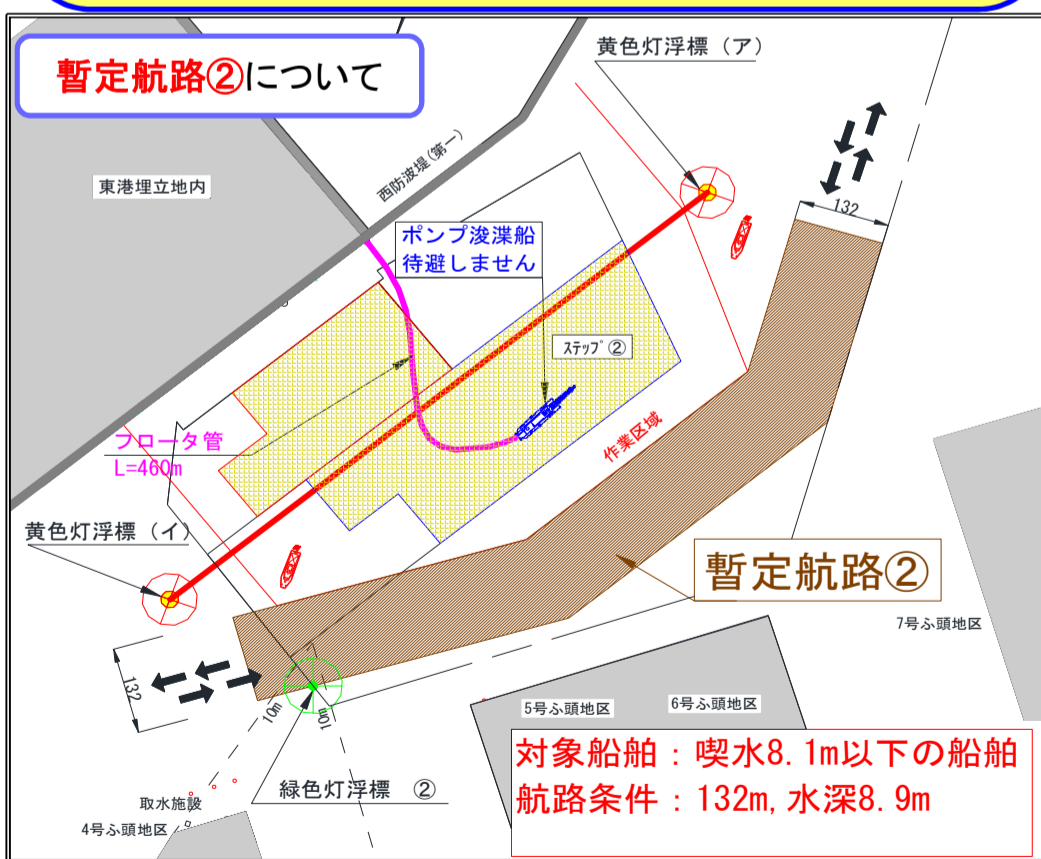 暫定航路②について
黄色灯浮標（ア）
東港埋立地内
西防波堤(第一)
132
ポンプ浚渫船
待避しません
ステップ②
フロータ管
L=460m
作業区域
黄色灯浮標（イ）
暫定航路②
7号ふ頭地区
132
10m
10m
5号ふ頭地区
6号ふ頭地区
緑色灯浮標　②
取水施設
4号ふ頭地区
対象船舶：喫水8.1m以下の船舶
航路条件：132m,水深8.9m